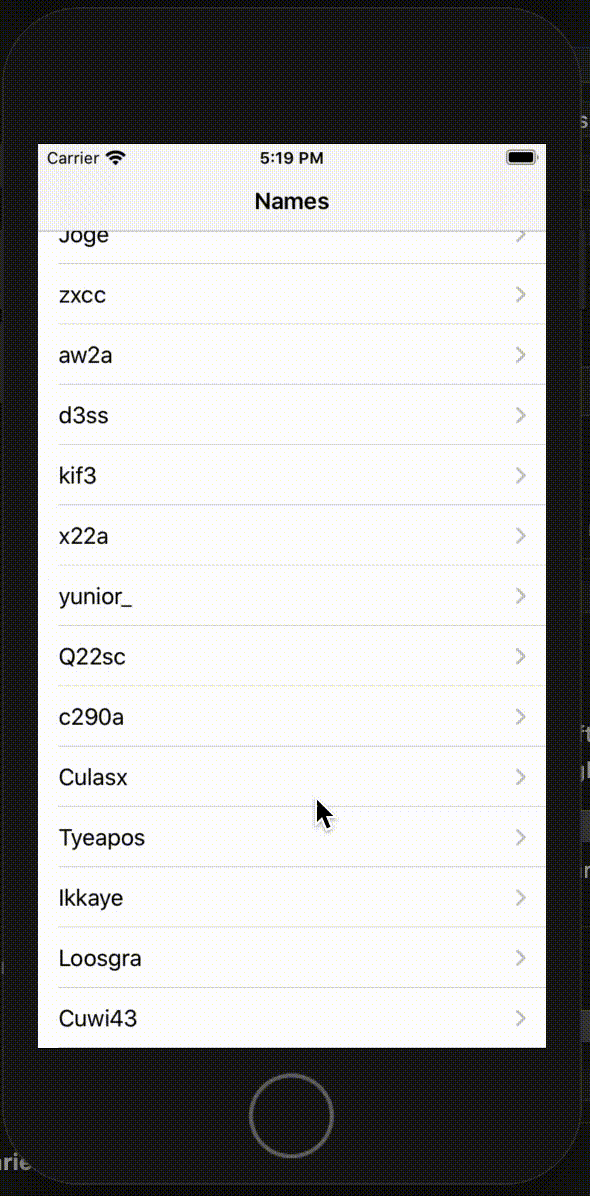 Carrier 5:19 PM
Names
Joge
zxcc
aw2a
d3ss
kif3
x22a
yunior_
Q22sc
c290a
Culasx
Tyeapos
Ikkaye
Loosgra
Cuwi43